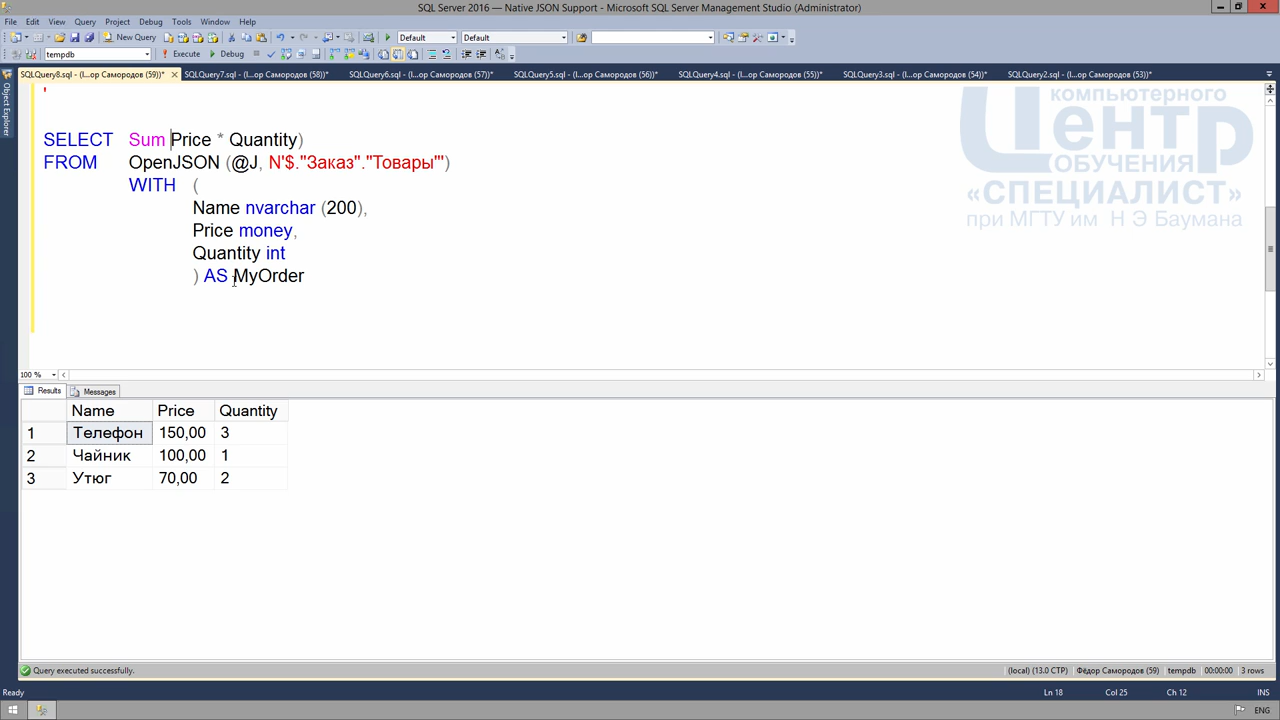 SQL Server 2016 — Native JSON Support - Microsoft SQL Server Management Studio (Administrator)
File Edit View Query Project Debug Tools Window Help
New Query Default Default
tempdb Execute Debug
SQLQuery8.sql - (l...ор Самородов (59))* SQLQuery7.sql - (l...ор Самородов (58))* SQLQuery6.sql - (l...ор Самородов (57))* SQLQuery5.sql - (l...ор Самородов (56))* SQLQuery4.sql - (l...ор Самородов (55))* SQLQuery3.sql - (l...ор Самородов (54))* SQLQuery2.sql - (l...ор Самородов (53))*
Object Explorer
'
SELECT Sum Price * Quantity)
FROM OpenJSON (@J, N'$."Заказ"."Товары"')
WITH (
Name nvarchar (200),
Price money,
Quantity int
) AS MyOrder
компьютерного
Центр
ОБУЧЕНИЯ
«СПЕЦИАЛИСТ»
при МГТУ им Н Э Баумана
100 %
Results Messages
Name Price Quantity
1 Телефон 150,00 3
2 Чайник 100,00 1
3 Утюг 70,00 2
Query executed successfully. (local) (13.0 CTP) Фёдор Самородов (59) tempdb 00:00:00 3 rows
Ready Ln 18 Col 25 Ch 12 INS
ENG